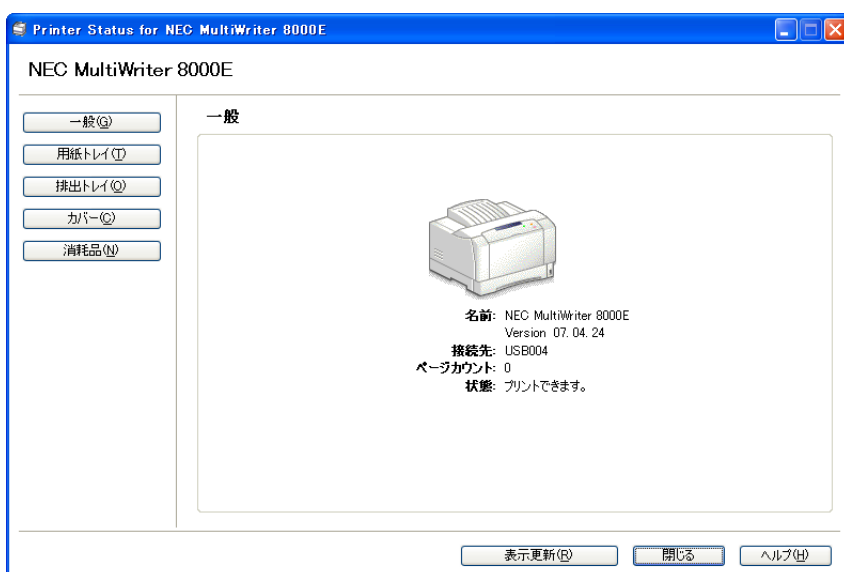 Printer Status for NEC MultiWriter 8000E
NEC MultiWriter 8000E
一般(G)
用紙トレイ(T)
排出トレイ(O)
カバー(C)
消耗品(N)
一般
名前: NEC MultiWriter 8000E
Version 07.04.24
接続先: USB004
ページカウント: 0
状態: プリントできます。
表示更新(R) 閉じる ヘルプ(H)